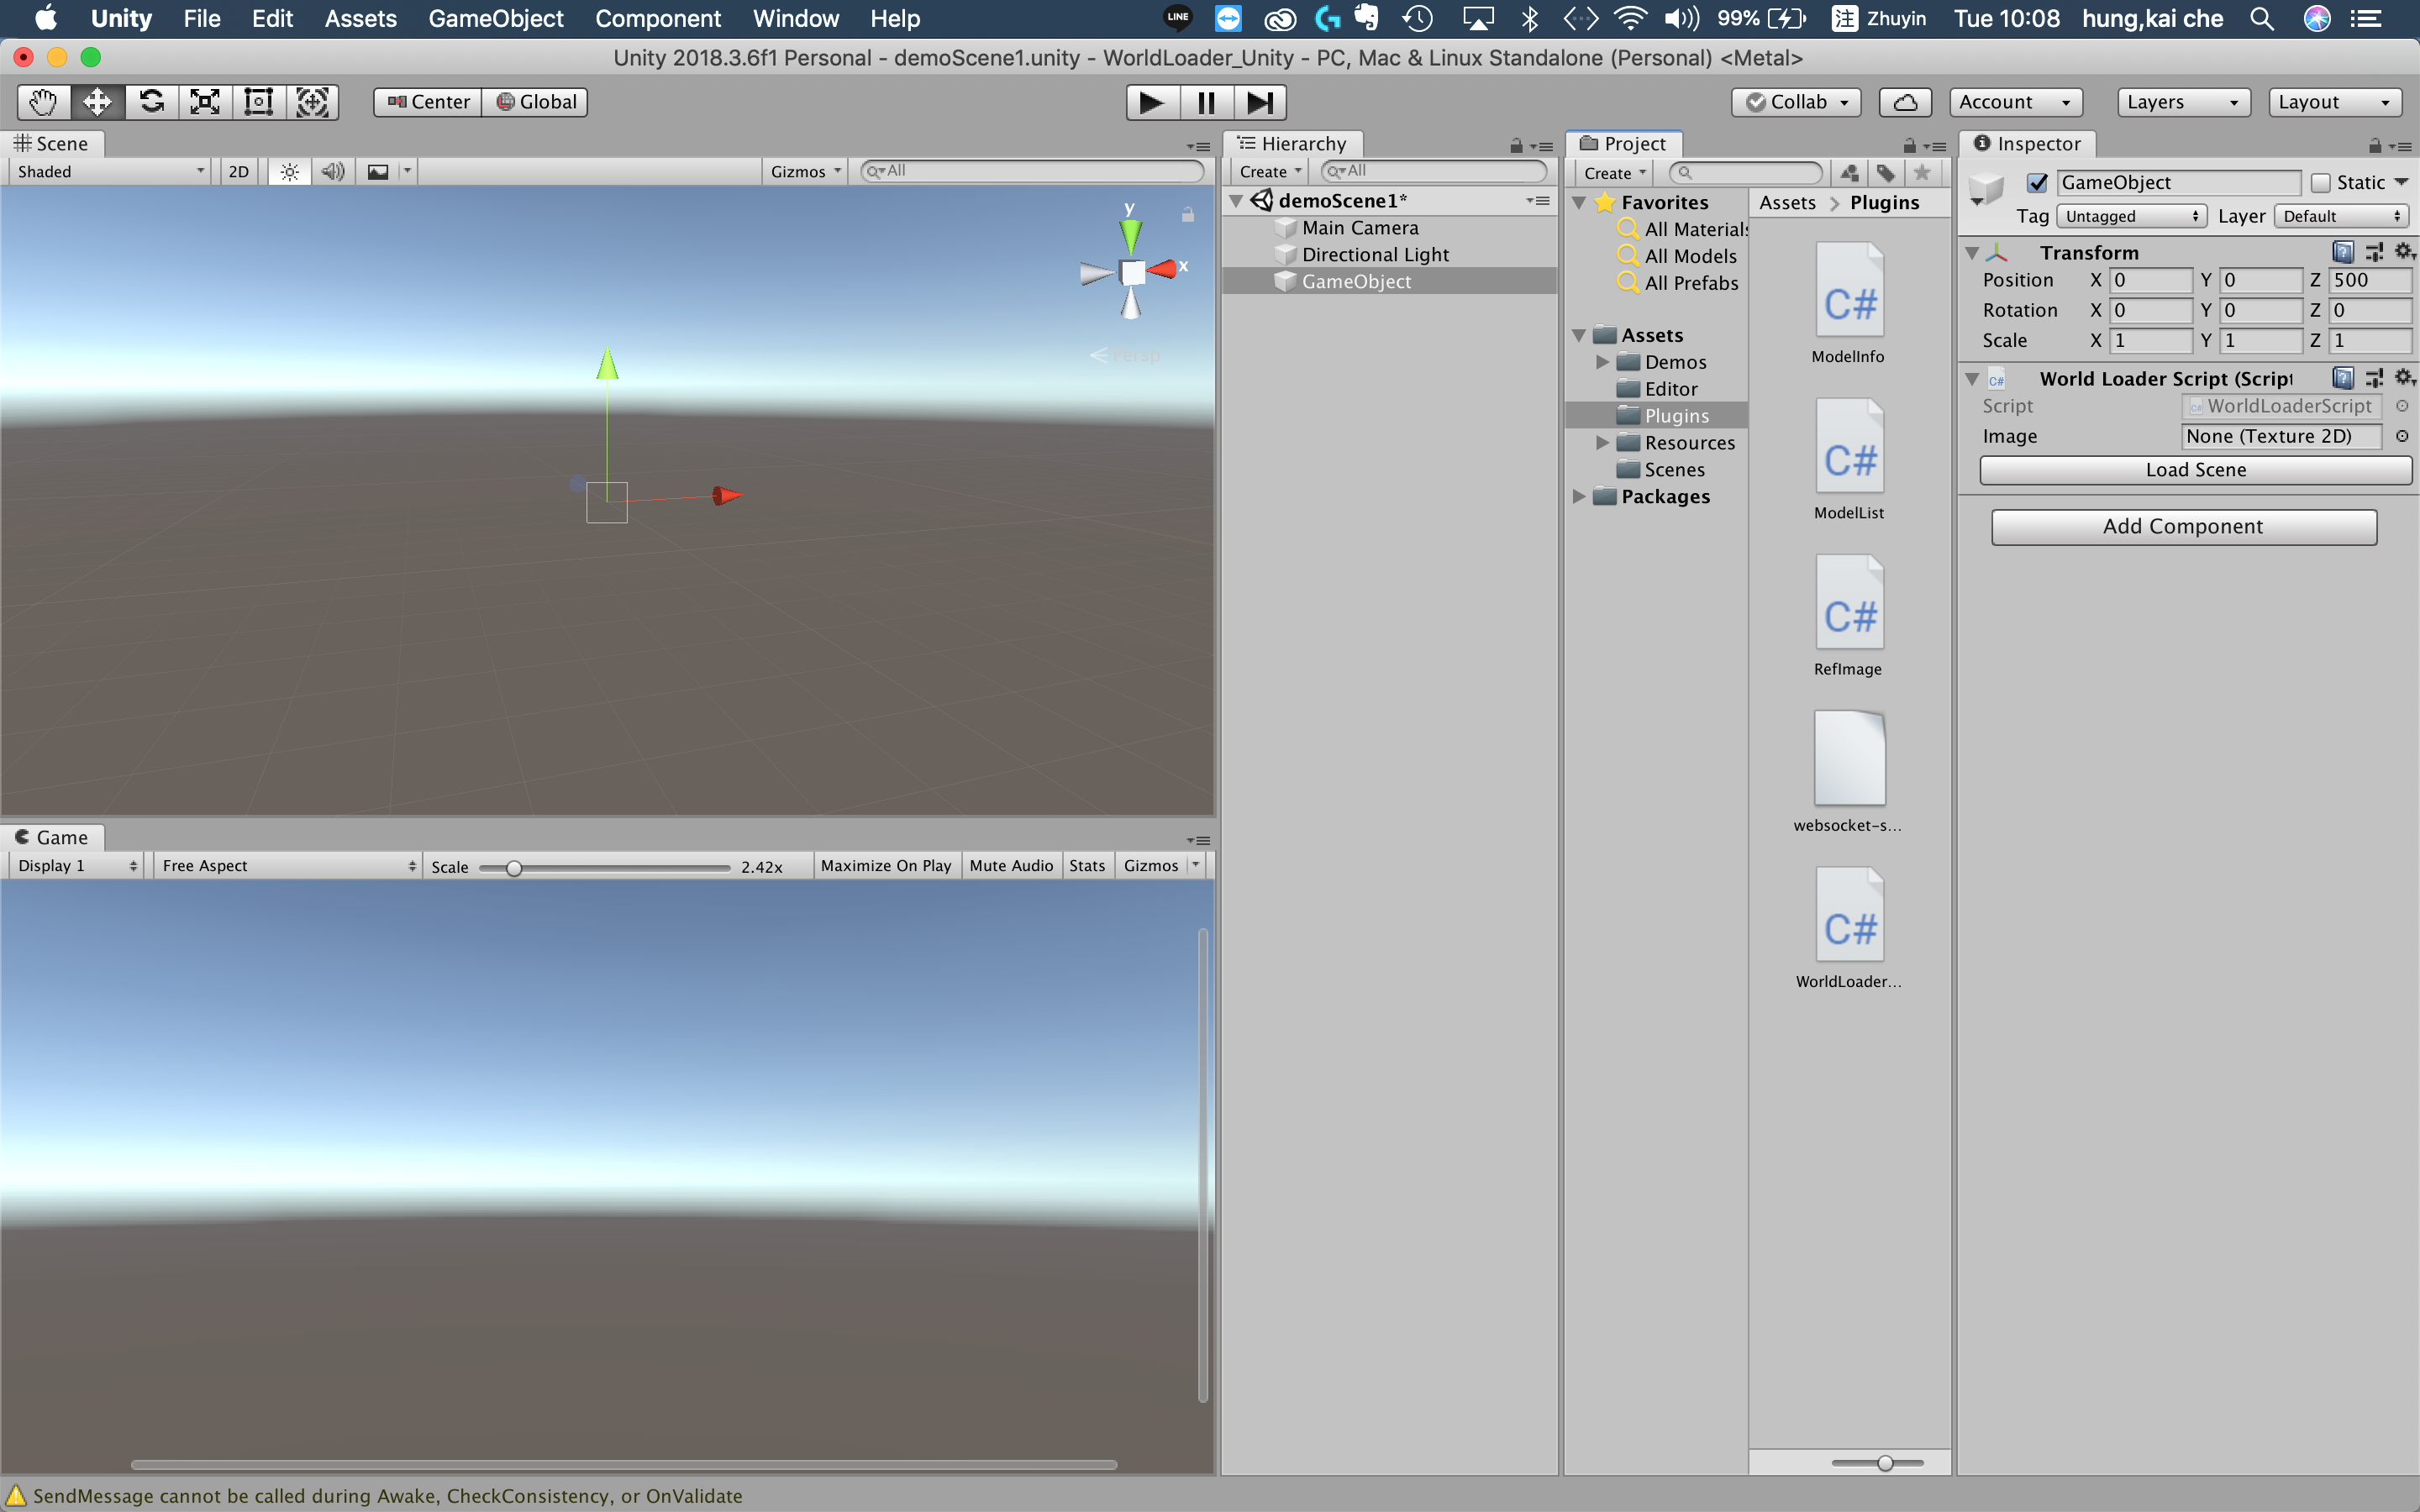 Unity File Edit Assets GameObject Component Window Help LINE 99% 注 Zhuyin Tue 10:08 hung,kai che
Unity 2018.3.6f1 Personal - demoScene1.unity - WorldLoader_Unity - PC, Mac & Linux Standalone (Personal) <Metal>
Center Global Collab Account Layers Layout
Scene
Shaded 2D Gizmos All
y
x
Persp
Game
Display 1 Free Aspect Scale 2.42x Maximize On Play Mute Audio Stats Gizmos
Hierarchy
Create All
demoScene1*
Main Camera
Directional Light
GameObject
Project
Create
Favorites
All Materials
All Models
All Prefabs
Assets
Demos
Editor
Plugins
Resources
Scenes
Packages
Assets Plugins
C#
ModelInfo
C#
ModelList
C#
RefImage
websocket-s...
C#
WorldLoader...
Inspector
GameObject Static
Tag Untagged Layer Default
Transform
Position X 0 Y 0 Z 500
Rotation X 0 Y 0 Z 0
Scale X 1 Y 1 Z 1
C# World Loader Script (Script
Script WorldLoaderScript
Image None (Texture 2D)
Load Scene
Add Component
SendMessage cannot be called during Awake, CheckConsistency, or OnValidate